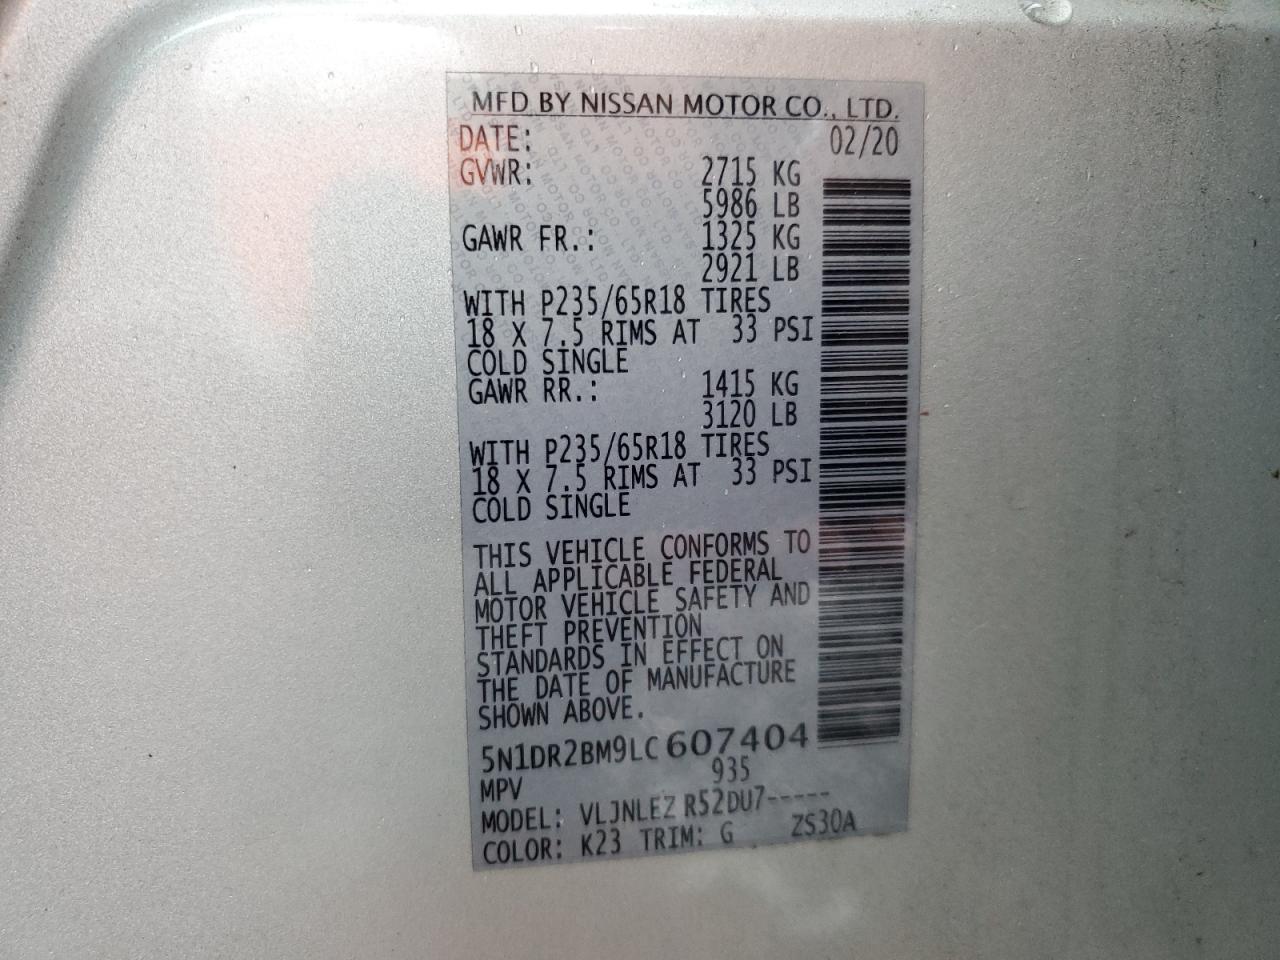 MFD BY NISSAN MOTOR CO., LTD.
DATE: 02/20
GVWR: 2715 KG
5986 LB
GAWR FR.: 1325 KG
2921 LB
WITH P235/65R18 TIRES
18 X 7.5 RIMS AT 33 PSI
COLD SINGLE
GAWR RR.: 1415 KG
3120 LB
WITH P235/65R18 TIRES
18 X 7.5 RIMS AT 33 PSI
COLD SINGLE
THIS VEHICLE CONFORMS TO
ALL APPLICABLE FEDERAL
MOTOR VEHICLE SAFETY AND
THEFT PREVENTION
STANDARDS IN EFFECT ON
THE DATE OF MANUFACTURE
SHOWN ABOVE.
5N1DR2BM9LC607404
MPV 935
MODEL: VLJNLEZ R52DU7-----
COLOR: K23 TRIM: G ZS30A